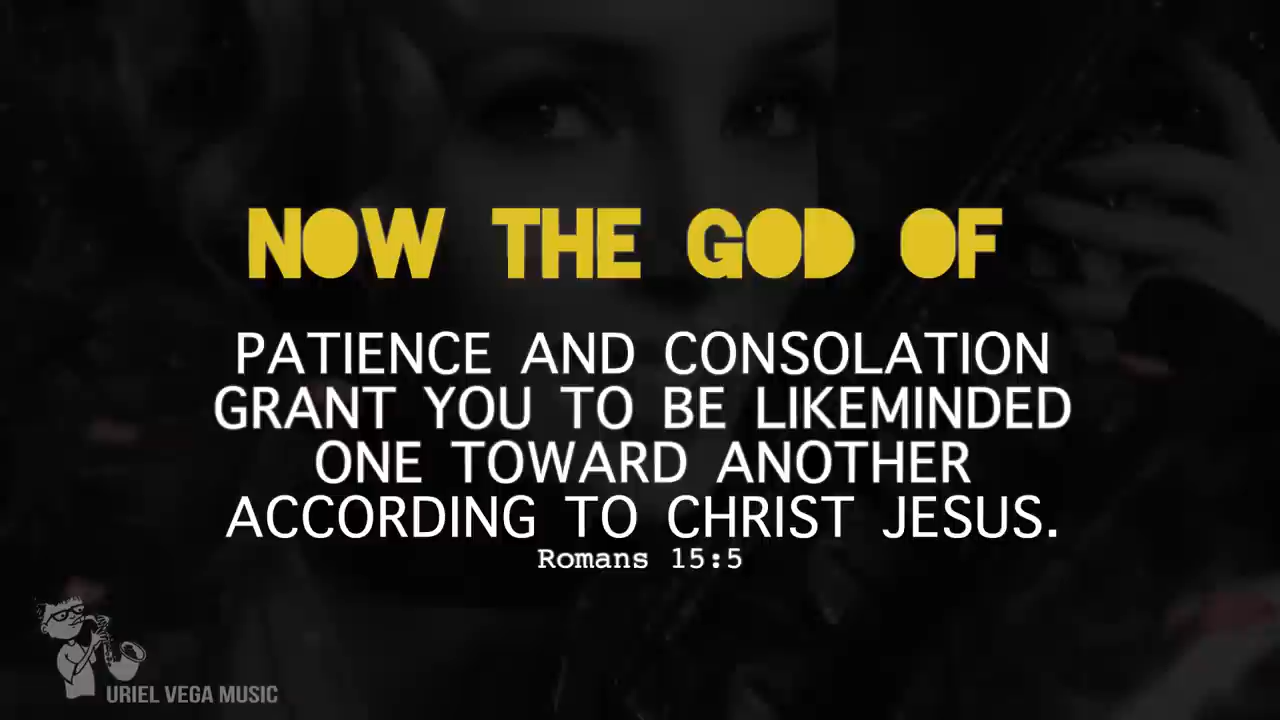 NOW THE GOD OF
PATIENCE AND CONSOLATION
GRANT YOU TO BE LIKEMINDED
ONE TOWARD ANOTHER
ACCORDING TO CHRIST JESUS.
Romans 15:5
URIEL VEGA MUSIC